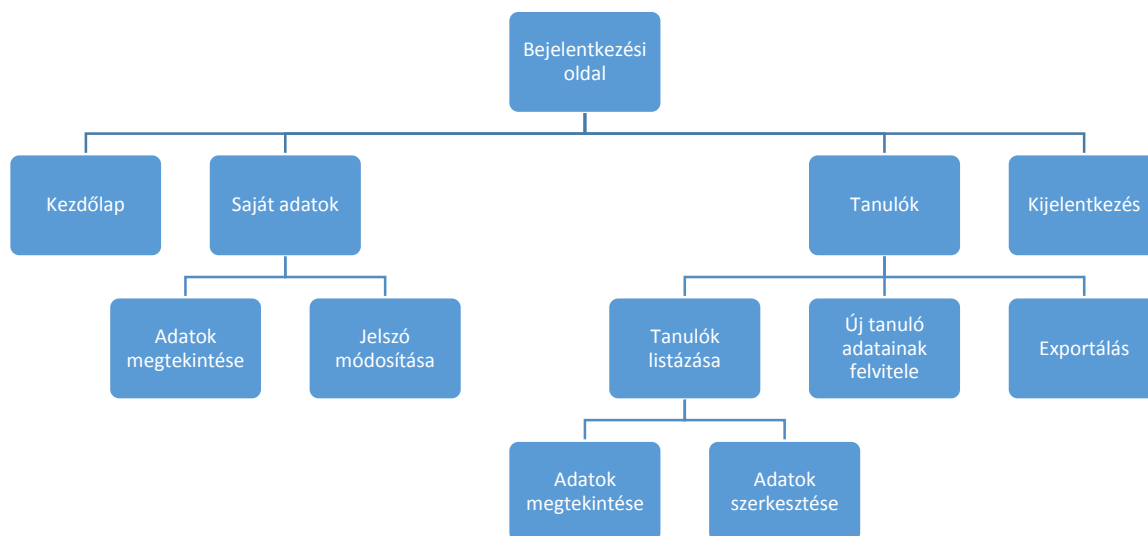 Bejelentkezési
oldal
Kezdőlap
Saját adatok
Tanulók
Kijelentkezés
Adatok
megtekintése
Jelszó
módosítása
Tanulók
listázása
Új tanuló
adatainak
felvitele
Exportálás
Adatok
megtekintése
Adatok
szerkesztése